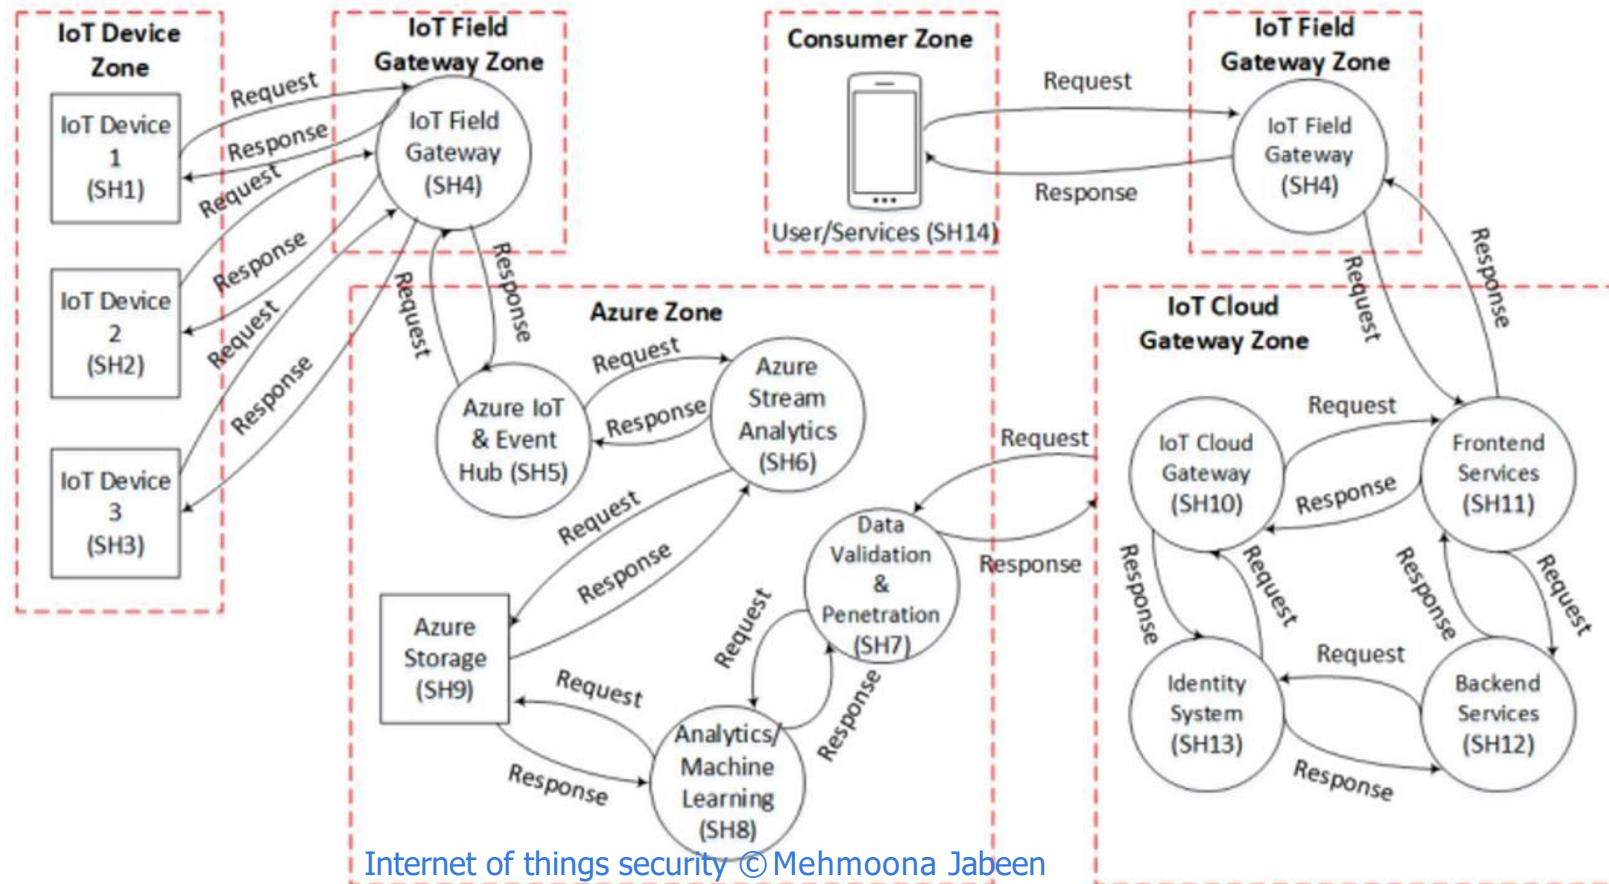 IoT Device
Zone
IoT Device
1
(SH1)
IoT Device
2
(SH2)
IoT Device
3
(SH3)
Request
Response
Request
Response
Request
Response
IoT Field
Gateway Zone
IoT Field
Gateway
(SH4)
Request
Response
Consumer Zone
User/Services (SH14)
Request
Response
IoT Field
Gateway Zone
IoT Field
Gateway
(SH4)
Request
Response
Azure Zone
Azure IoT
& Event
Hub (SH5)
Request
Response
Azure
Stream
Analytics
(SH6)
Request
Response
Azure
Storage
(SH9)
Request
Response
Analytics/
Machine
Learning
(SH8)
Request
Response
Data
Validation
&
Penetration
(SH7)
Request
Response
IoT Cloud
Gateway Zone
IoT Cloud
Gateway
(SH10)
Request
Response
Frontend
Services
(SH11)
Response
Request
Response
Request
Identity
System
(SH13)
Request
Response
Backend
Services
(SH12)
Internet of things security © Mehmoona Jabeen